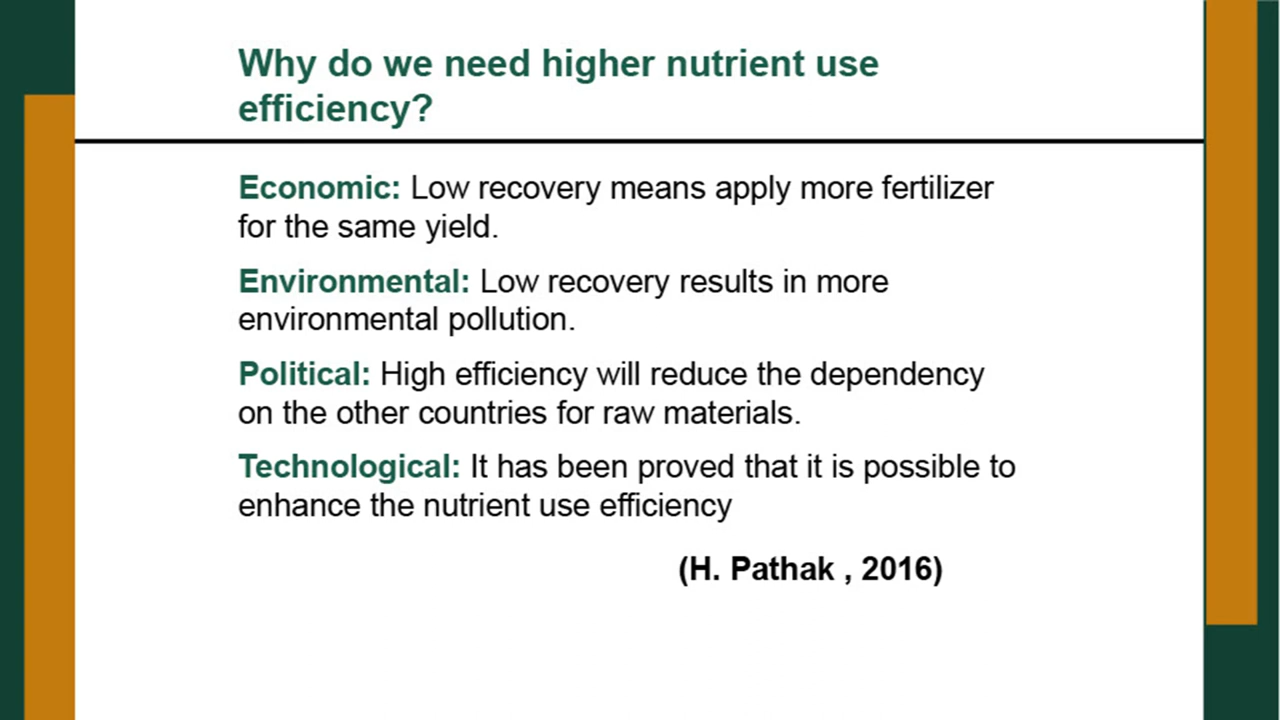 Why do we need higher nutrient use
efficiency?
Economic: Low recovery means apply more fertilizer
for the same yield.
Environmental: Low recovery results in more
environmental pollution.
Political: High efficiency will reduce the dependency
on the other countries for raw materials.
Technological: It has been proved that it is possible to
enhance the nutrient use efficiency
(H. Pathak , 2016)